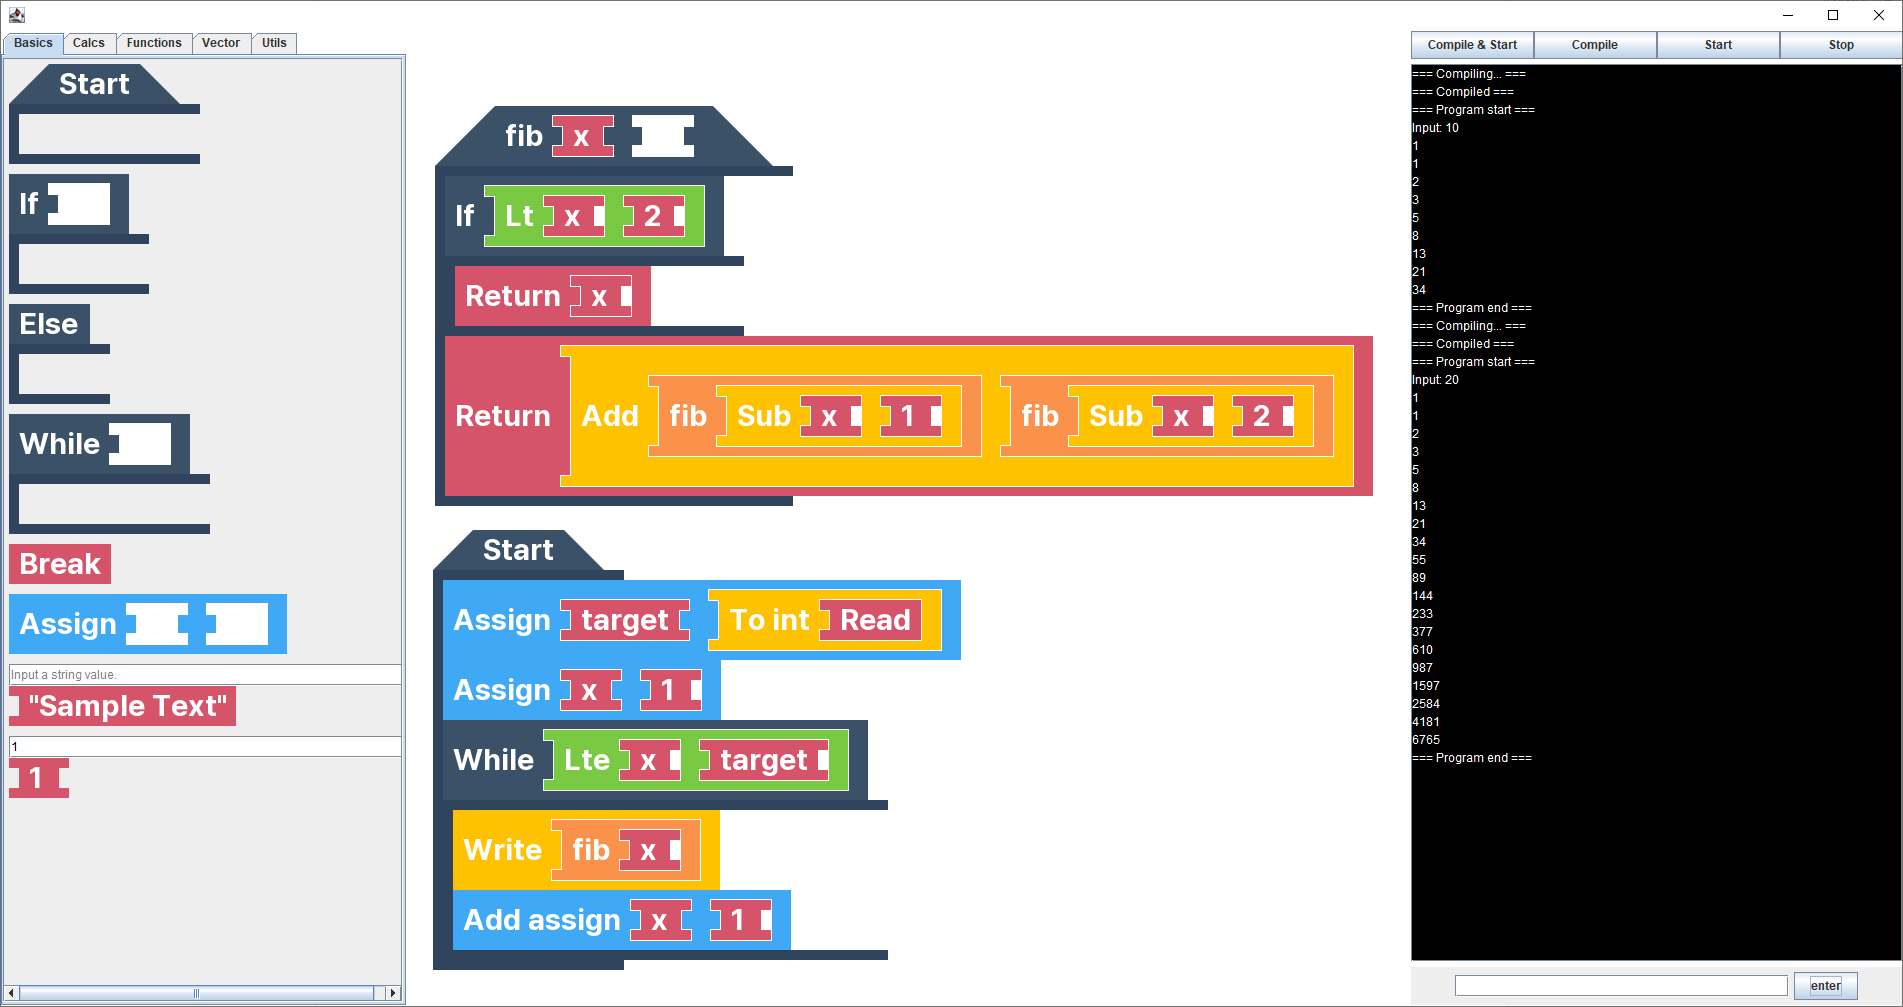 Basics Calcs Functions Vector Utils
Start
If
Else
While
Break
Assign
Input a string value.
"Sample Text"
1
1
fib x
If Lt x 2
Return x
Return Add fib Sub x 1 fib Sub x 2
Start
Assign target To int Read
Assign x 1
While Lte x target
Write fib x
Add assign x 1
Compile & Start Compile Start Stop
=== Compiling... ===
=== Compiled ===
=== Program start ===
Input: 10
1
1
2
3
5
8
13
21
34
=== Program end ===
=== Compiling... ===
=== Compiled ===
=== Program start ===
Input: 20
1
1
2
3
5
8
13
21
34
55
89
144
233
377
610
987
1597
2584
4181
6765
=== Program end ===
enter